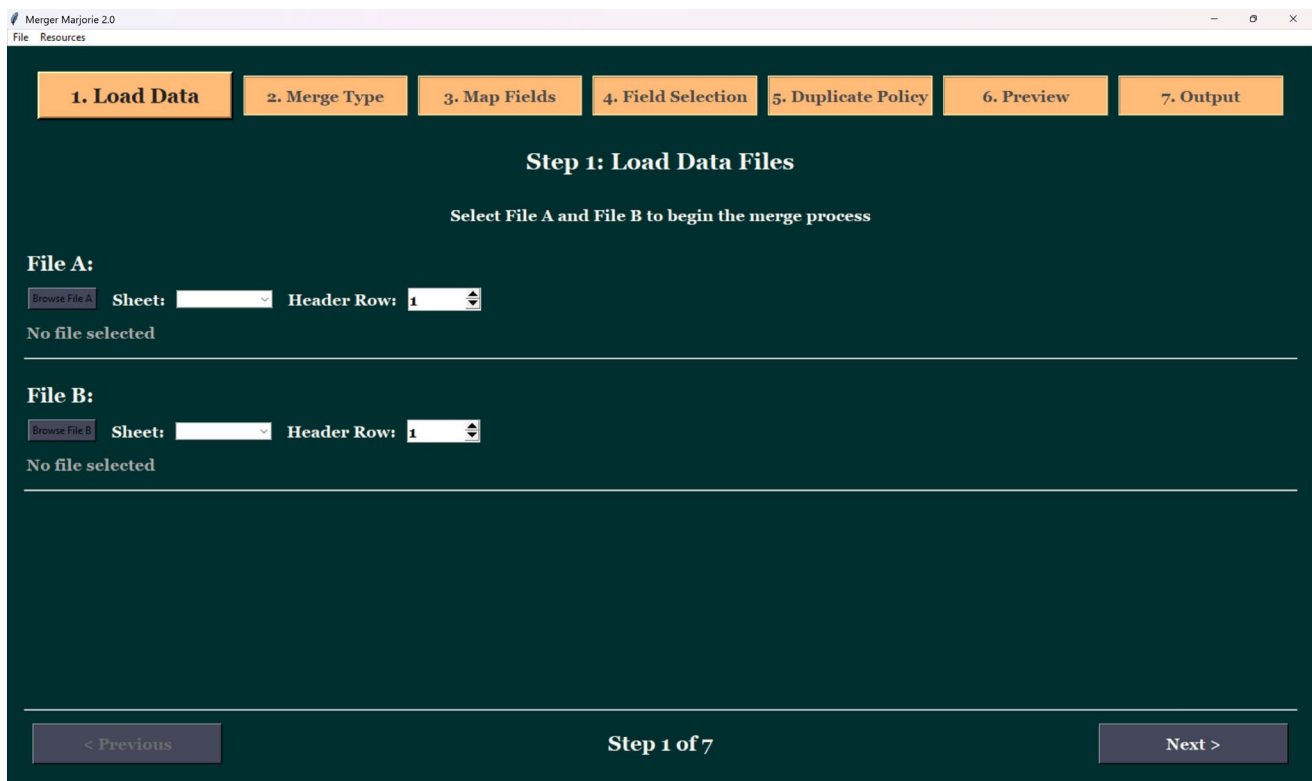 Merger Marjorie 2.0
File Resources
1. Load Data 2. Merge Type 3. Map Fields 4. Field Selection 5. Duplicate Policy 6. Preview 7. Output
Step 1: Load Data Files
Select File A and File B to begin the merge process
File A:
Browse File A Sheet: Header Row: 1
No file selected
File B:
Browse File B Sheet: Header Row: 1
No file selected
< Previous Step 1 of 7 Next >